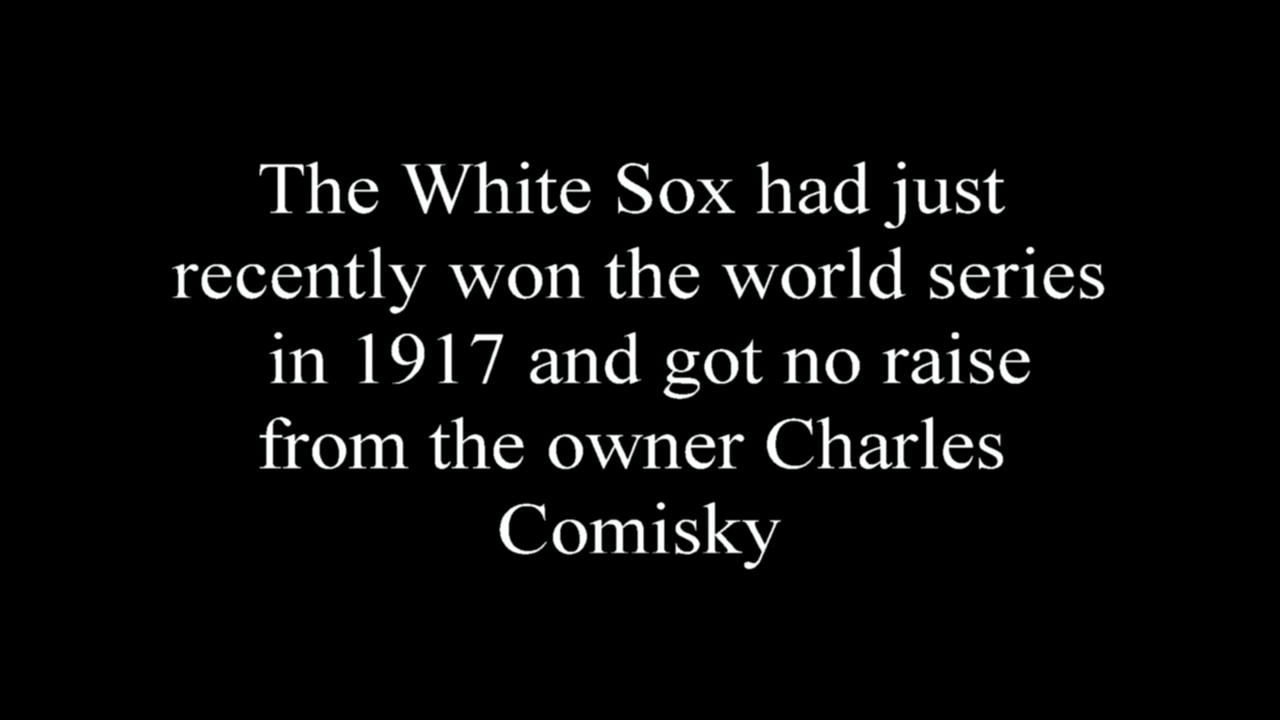 The White Sox had just
recently won the world series
in 1917 and got no raise
from the owner Charles
Comisky